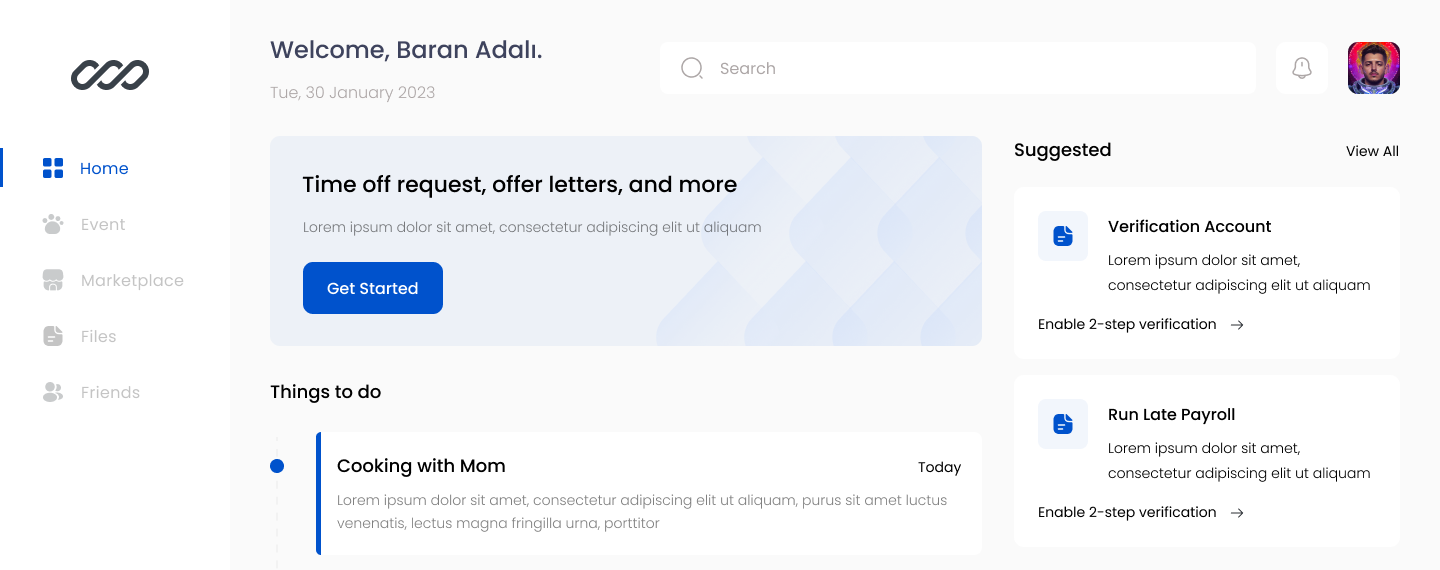 Home
Event
Marketplace
Files
Friends
Welcome, Baran Adalı.
Tue, 30 January 2023
Search
Time off request, offer letters, and more
Lorem ipsum dolor sit amet, consectetur adipiscing elit ut aliquam
Get Started
Things to do
Cooking with Mom
Today
Lorem ipsum dolor sit amet, consectetur adipiscing elit ut aliquam, purus sit amet luctus
venenatis, lectus magna fringilla urna, porttitor
Suggested
View All
Verification Account
Lorem ipsum dolor sit amet,
consectetur adipiscing elit ut aliquam
Enable 2-step verification
Run Late Payroll
Lorem ipsum dolor sit amet,
consectetur adipiscing elit ut aliquam
Enable 2-step verification